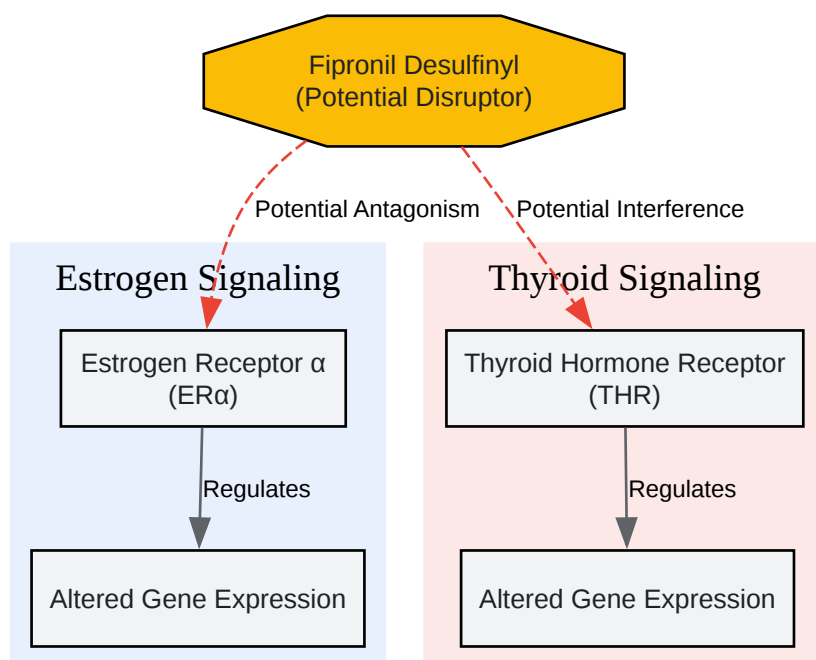 Fipronil Desulfinyl
(Potential Disruptor)
Potential Antagonism
Potential Interference
Estrogen Signaling
Estrogen Receptor α
(ERα)
Regulates
Altered Gene Expression
Thyroid Signaling
Thyroid Hormone Receptor
(THR)
Regulates
Altered Gene Expression